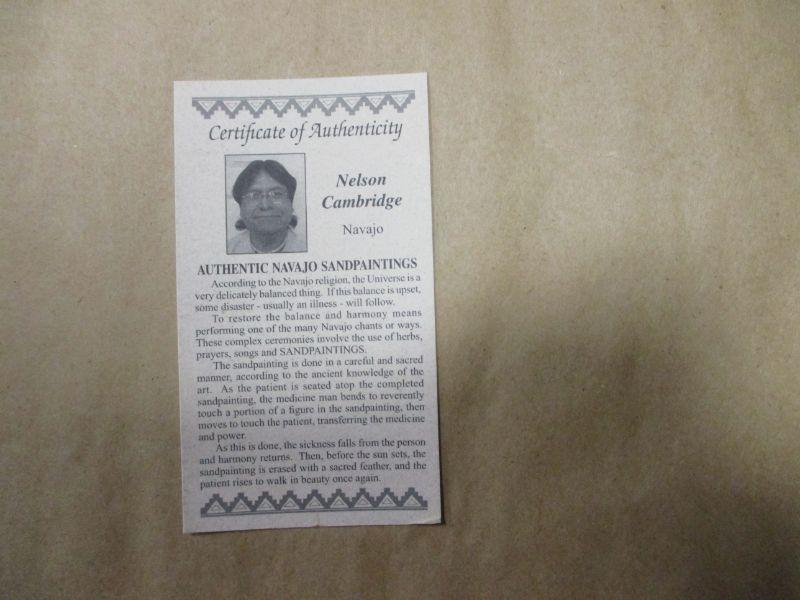 Certificate of Authenticity
Nelson
Cambridge
Navajo
AUTHENTIC NAVAJO SANDPAINTINGS
According to the Navajo religion, the Universe is a
very delicately balanced thing. If this balance is upset,
some disaster - usually an illness - will follow.
To restore the balance and harmony means
performing one of the many Navajo chants or ways.
These complex ceremonies involve the use of herbs,
prayers, songs and SANDPAINTINGS.
The sandpainting is done in a careful and sacred
manner, according to the ancient knowledge of the
art. As the patient is seated atop the completed
sandpainting, the medicine man bends to reverently
touch a portion of a figure in the sandpainting, then
moves to touch the patient, transferring the medicine
and power.
As this is done, the sickness falls from the person
and harmony returns. Then, before the sun sets, the
sandpainting is erased with a sacred feather, and the
patient rises to walk in beauty once again.